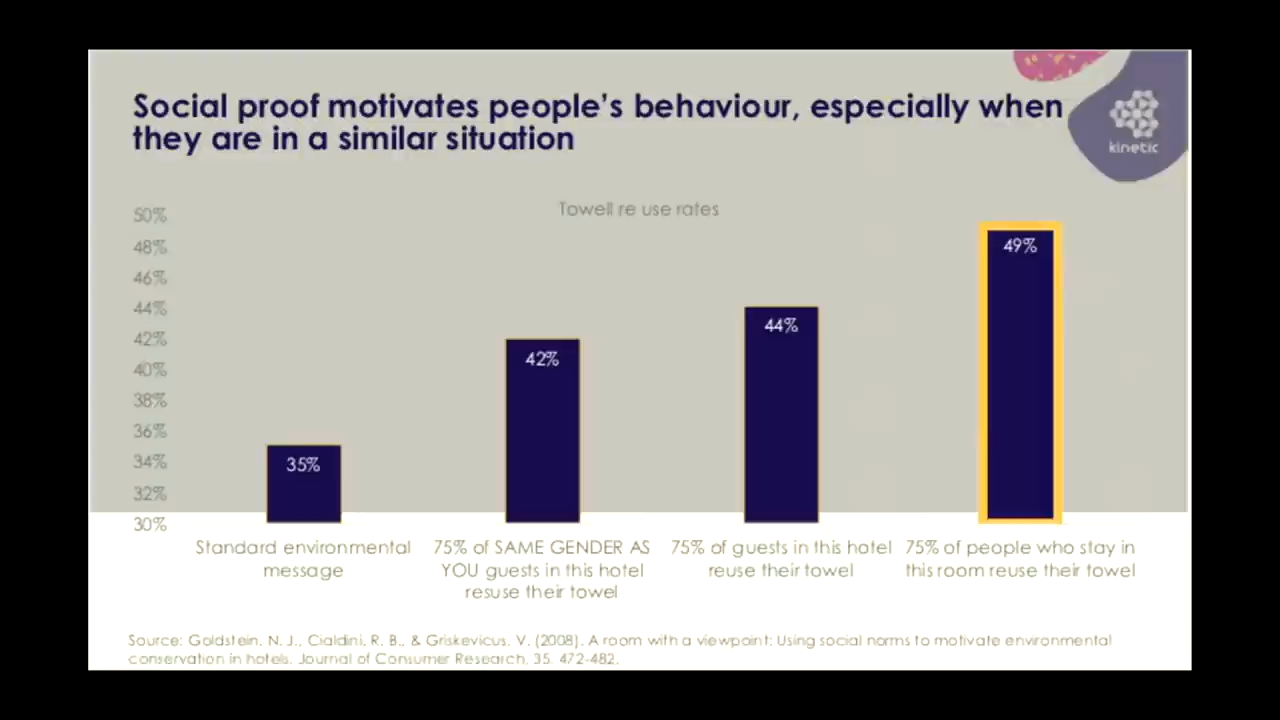 Social proof motivates people's behaviour, especially when
they are in a similar situation
kinetic
Towell re use rates
50%
48%
46%
44%
42%
40%
38%
36%
34%
32%
30%
35%
42%
44%
49%
Standard environmental
message
75% of SAME GENDER AS
YOU guests in this hotel
resuse their towel
75% of guests in this hotel
reuse their towel
75% of people who stay in
this room reuse their towel
Source: Goldstein, N. J., Cialdini, R. B., & Griskevicus, V. (2008). A room with a viewpoint: Using social norms to motivate environmental
conservation in hotels. Journal of Consumer Research, 35, 472-482.